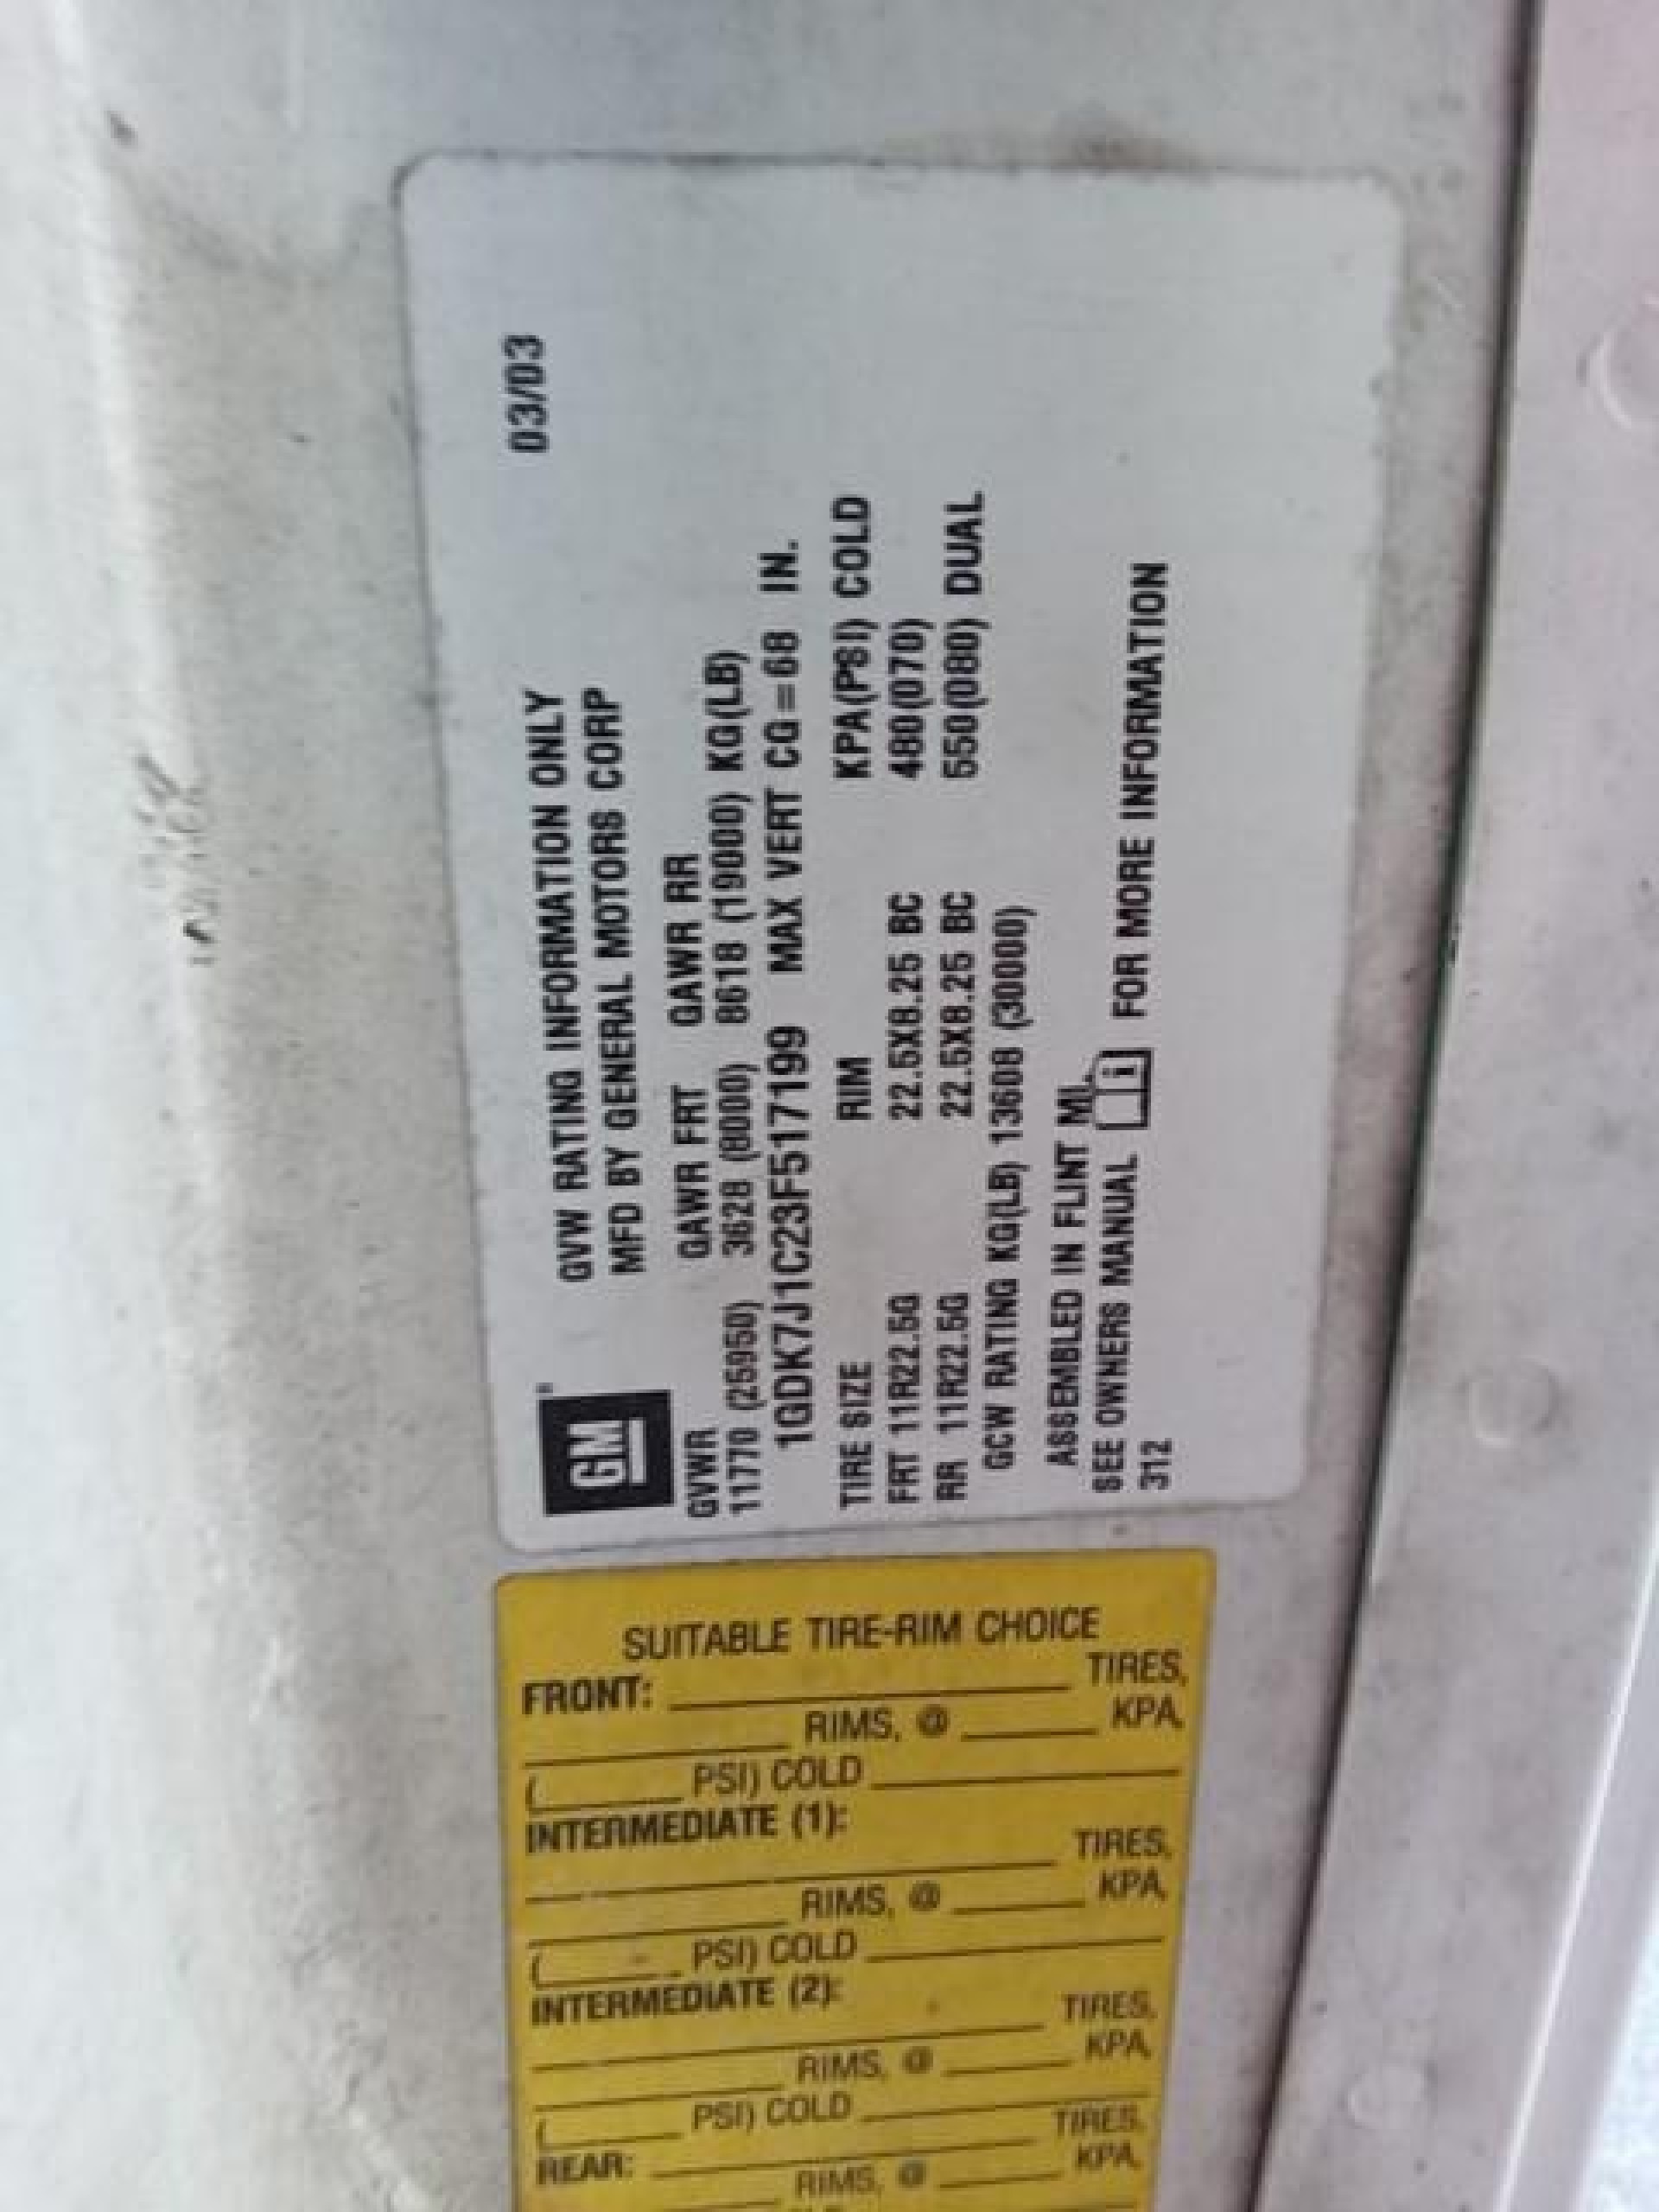 GM
GVW RATING INFORMATION ONLY 03/03
MFD BY GENERAL MOTORS CORP
GVWR GAWR FRT GAWR RR
11770 (25950) 3628 (8000) 8618 (19000) KG(LB)
1GDK7J1C23F517199 MAX VERT CG=68 IN.
TIRE SIZE RIM KPA(PSI) COLD
FRT 11R22.5G 22.5X8.25 BC 480(070)
RR 11R22.5G 22.5X8.25 BC 550(080) DUAL
GCW RATING KG(LB) 13608 (30000)
ASSEMBLED IN FLINT MI.
SEE OWNERS MANUAL FOR MORE INFORMATION
312
SUITABLE TIRE-RIM CHOICE
FRONT: TIRES,
RIMS, @ KPA,
( PSI) COLD
INTERMEDIATE (1):
TIRES,
RIMS, @ KPA,
( PSI) COLD
INTERMEDIATE (2):
TIRES,
RIMS, @ KPA,
( PSI) COLD
REAR: TIRES,
RIMS, @ KPA,